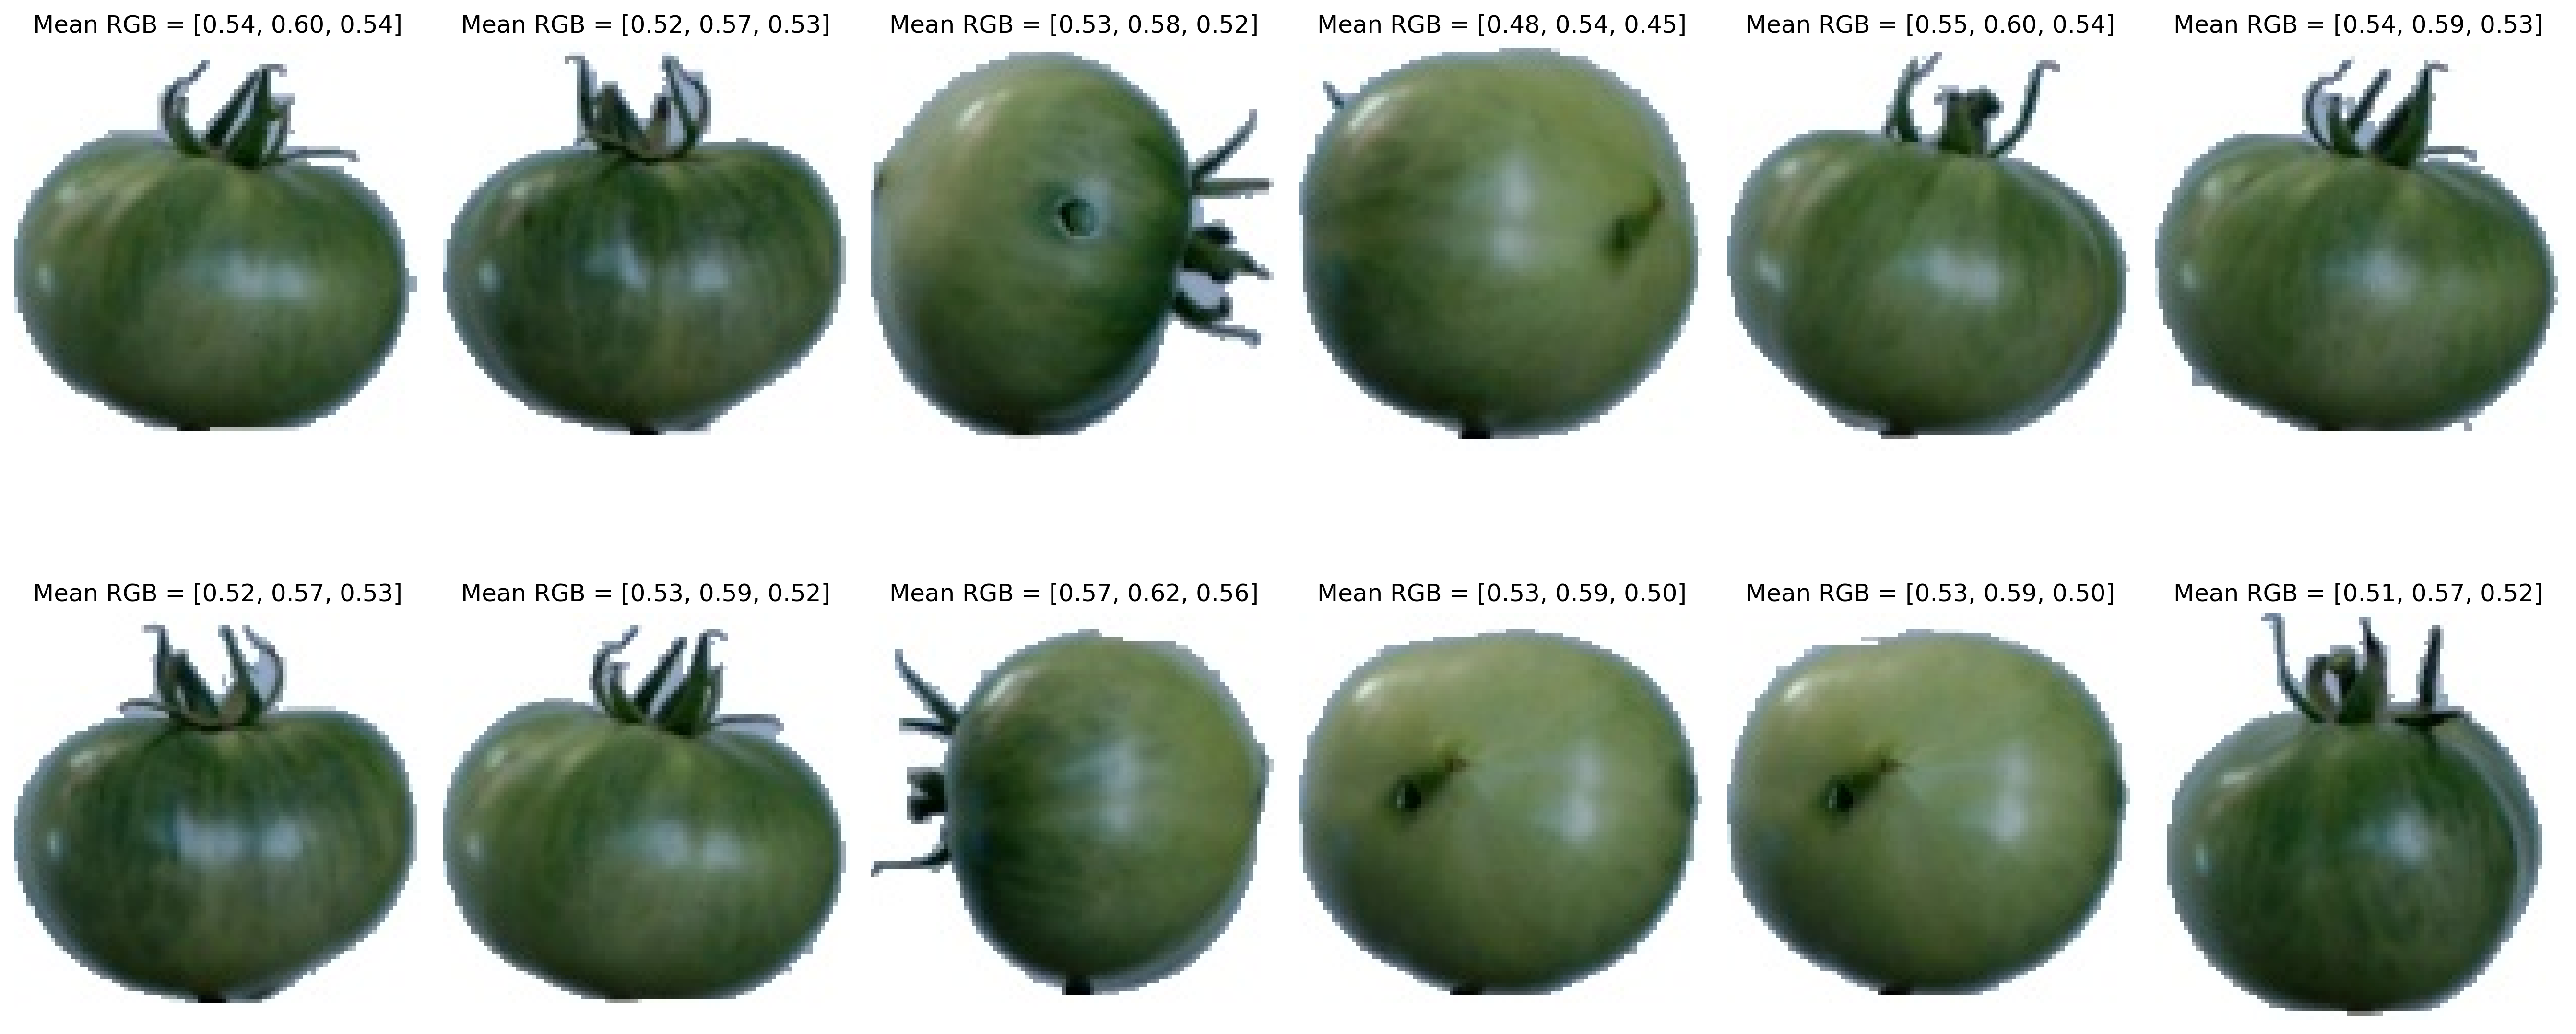 Mean RGB = [0.54, 0.60, 0.54]
Mean RGB = [0.52, 0.57, 0.53]
Mean RGB = [0.53, 0.58, 0.52]
Mean RGB = [0.48, 0.54, 0.45]
Mean RGB = [0.55, 0.60, 0.54]
Mean RGB = [0.54, 0.59, 0.53]
Mean RGB = [0.52, 0.57, 0.53]
Mean RGB = [0.53, 0.59, 0.52]
Mean RGB = [0.57, 0.62, 0.56]
Mean RGB = [0.53, 0.59, 0.50]
Mean RGB = [0.53, 0.59, 0.50]
Mean RGB = [0.51, 0.57, 0.52]